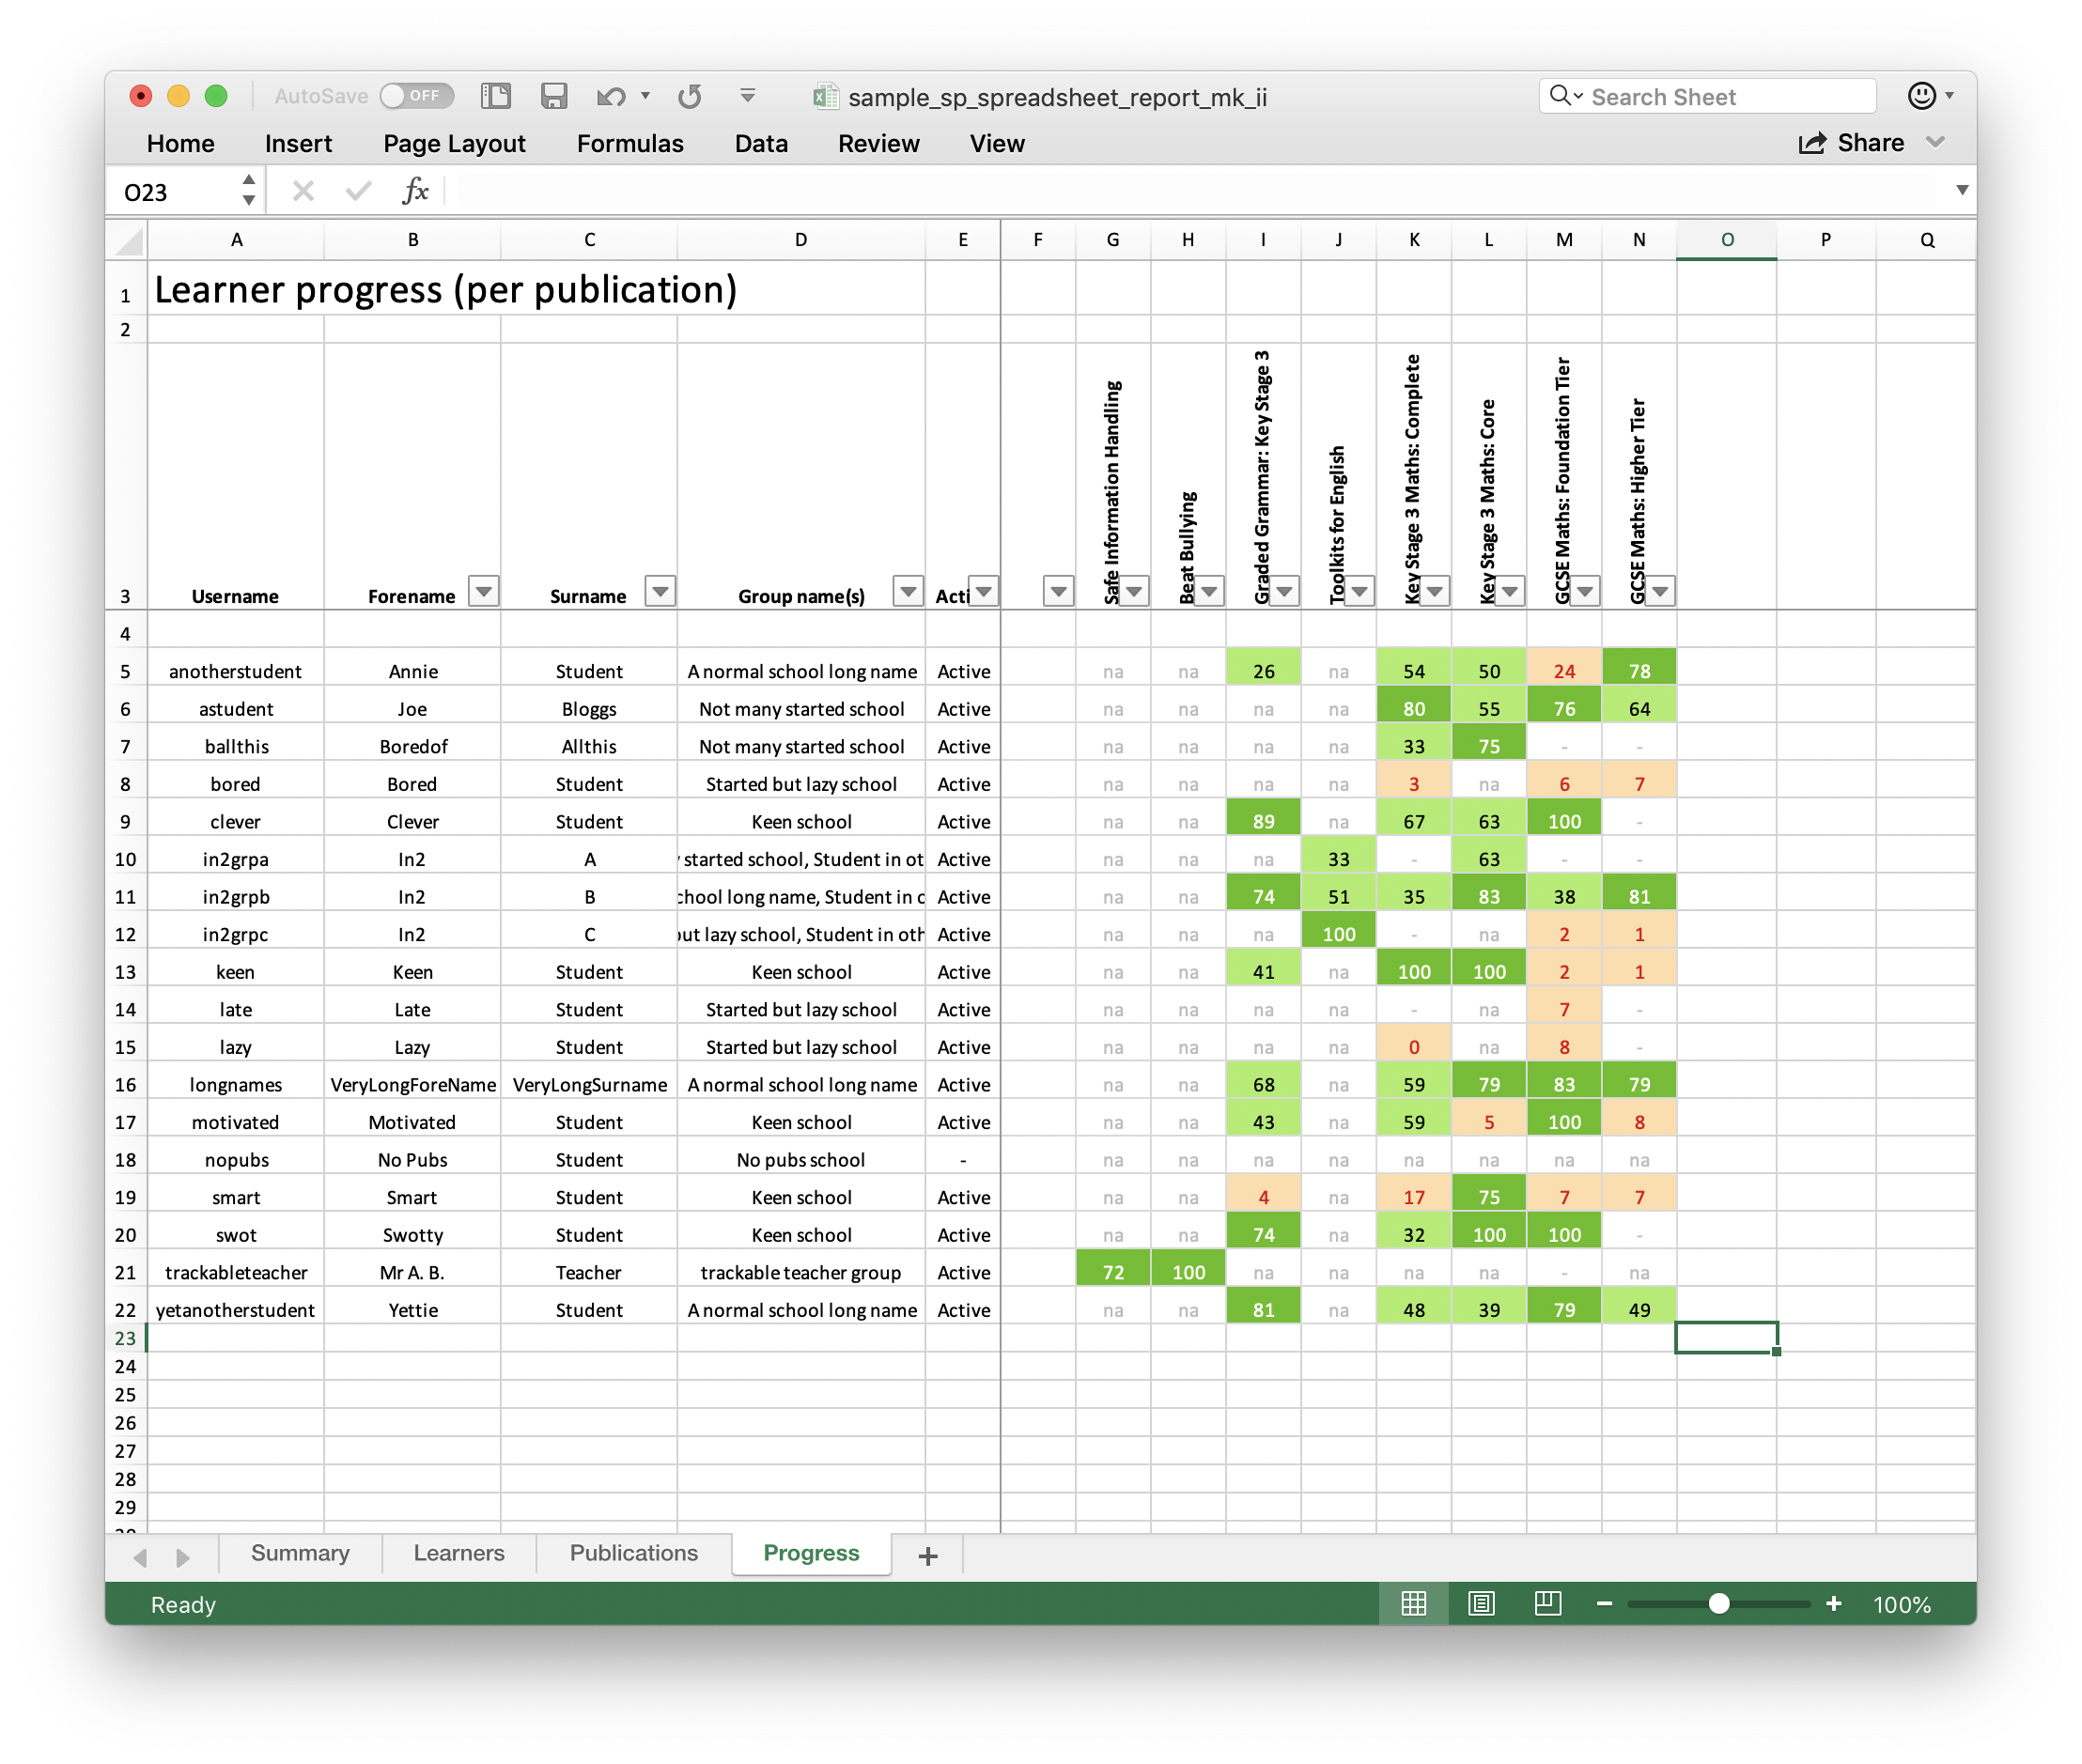 AutoSave OFF sample_sp_spreadsheet_report_mk_ii Search Sheet
Home Insert Page Layout Formulas Data Review View Share
O23 fx
A B C D E F G H I J K L M N O P Q
1 Learner progress (per publication)
2
3 Username Forename Surname Group name(s) Acti Safe Information Handling Beat Bullying Graded Grammar: Key Stage 3 Toolkits for English Key Stage 3 Maths: Complete Key Stage 3 Maths: Core GCSE Maths: Foundation Tier GCSE Maths: Higher Tier
4
5 anotherstudent Annie Student A normal school long name Active na na 26 na 54 50 24 78
6 astudent Joe Bloggs Not many started school Active na na na na 80 55 76 64
7 ballthis Boredof Allthis Not many started school Active na na na na 33 75 - -
8 bored Bored Student Started but lazy school Active na na na na 3 na 6 7
9 clever Clever Student Keen school Active na na 89 na 67 63 100 -
10 in2grpa In2 A started school, Student in ot Active na na na 33 - 63 - -
11 in2grpb In2 B chool long name, Student in o Active na na 74 51 35 83 38 81
12 in2grpc In2 C out lazy school, Student in oth Active na na na 100 - na 2 1
13 keen Keen Student Keen school Active na na 41 na 100 100 2 1
14 late Late Student Started but lazy school Active na na na na - na 7 -
15 lazy Lazy Student Started but lazy school Active na na na na 0 na 8 -
16 longnames VeryLongForeName VeryLongSurname A normal school long name Active na na 68 na 59 79 83 79
17 motivated Motivated Student Keen school Active na na 43 na 59 5 100 8
18 nopubs No Pubs Student No pubs school - na na na na na na na na
19 smart Smart Student Keen school Active na na 4 na 17 75 7 7
20 swot Swotty Student Keen school Active na na 74 na 32 100 100 -
21 trackableteacher Mr A. B. Teacher trackable teacher group Active 72 100 na na na na - na
22 yetanotherstudent Yettie Student A normal school long name Active na na 81 na 48 39 79 49
23
24
25
26
27
28
29
Summary Learners Publications Progress +
Ready 100%